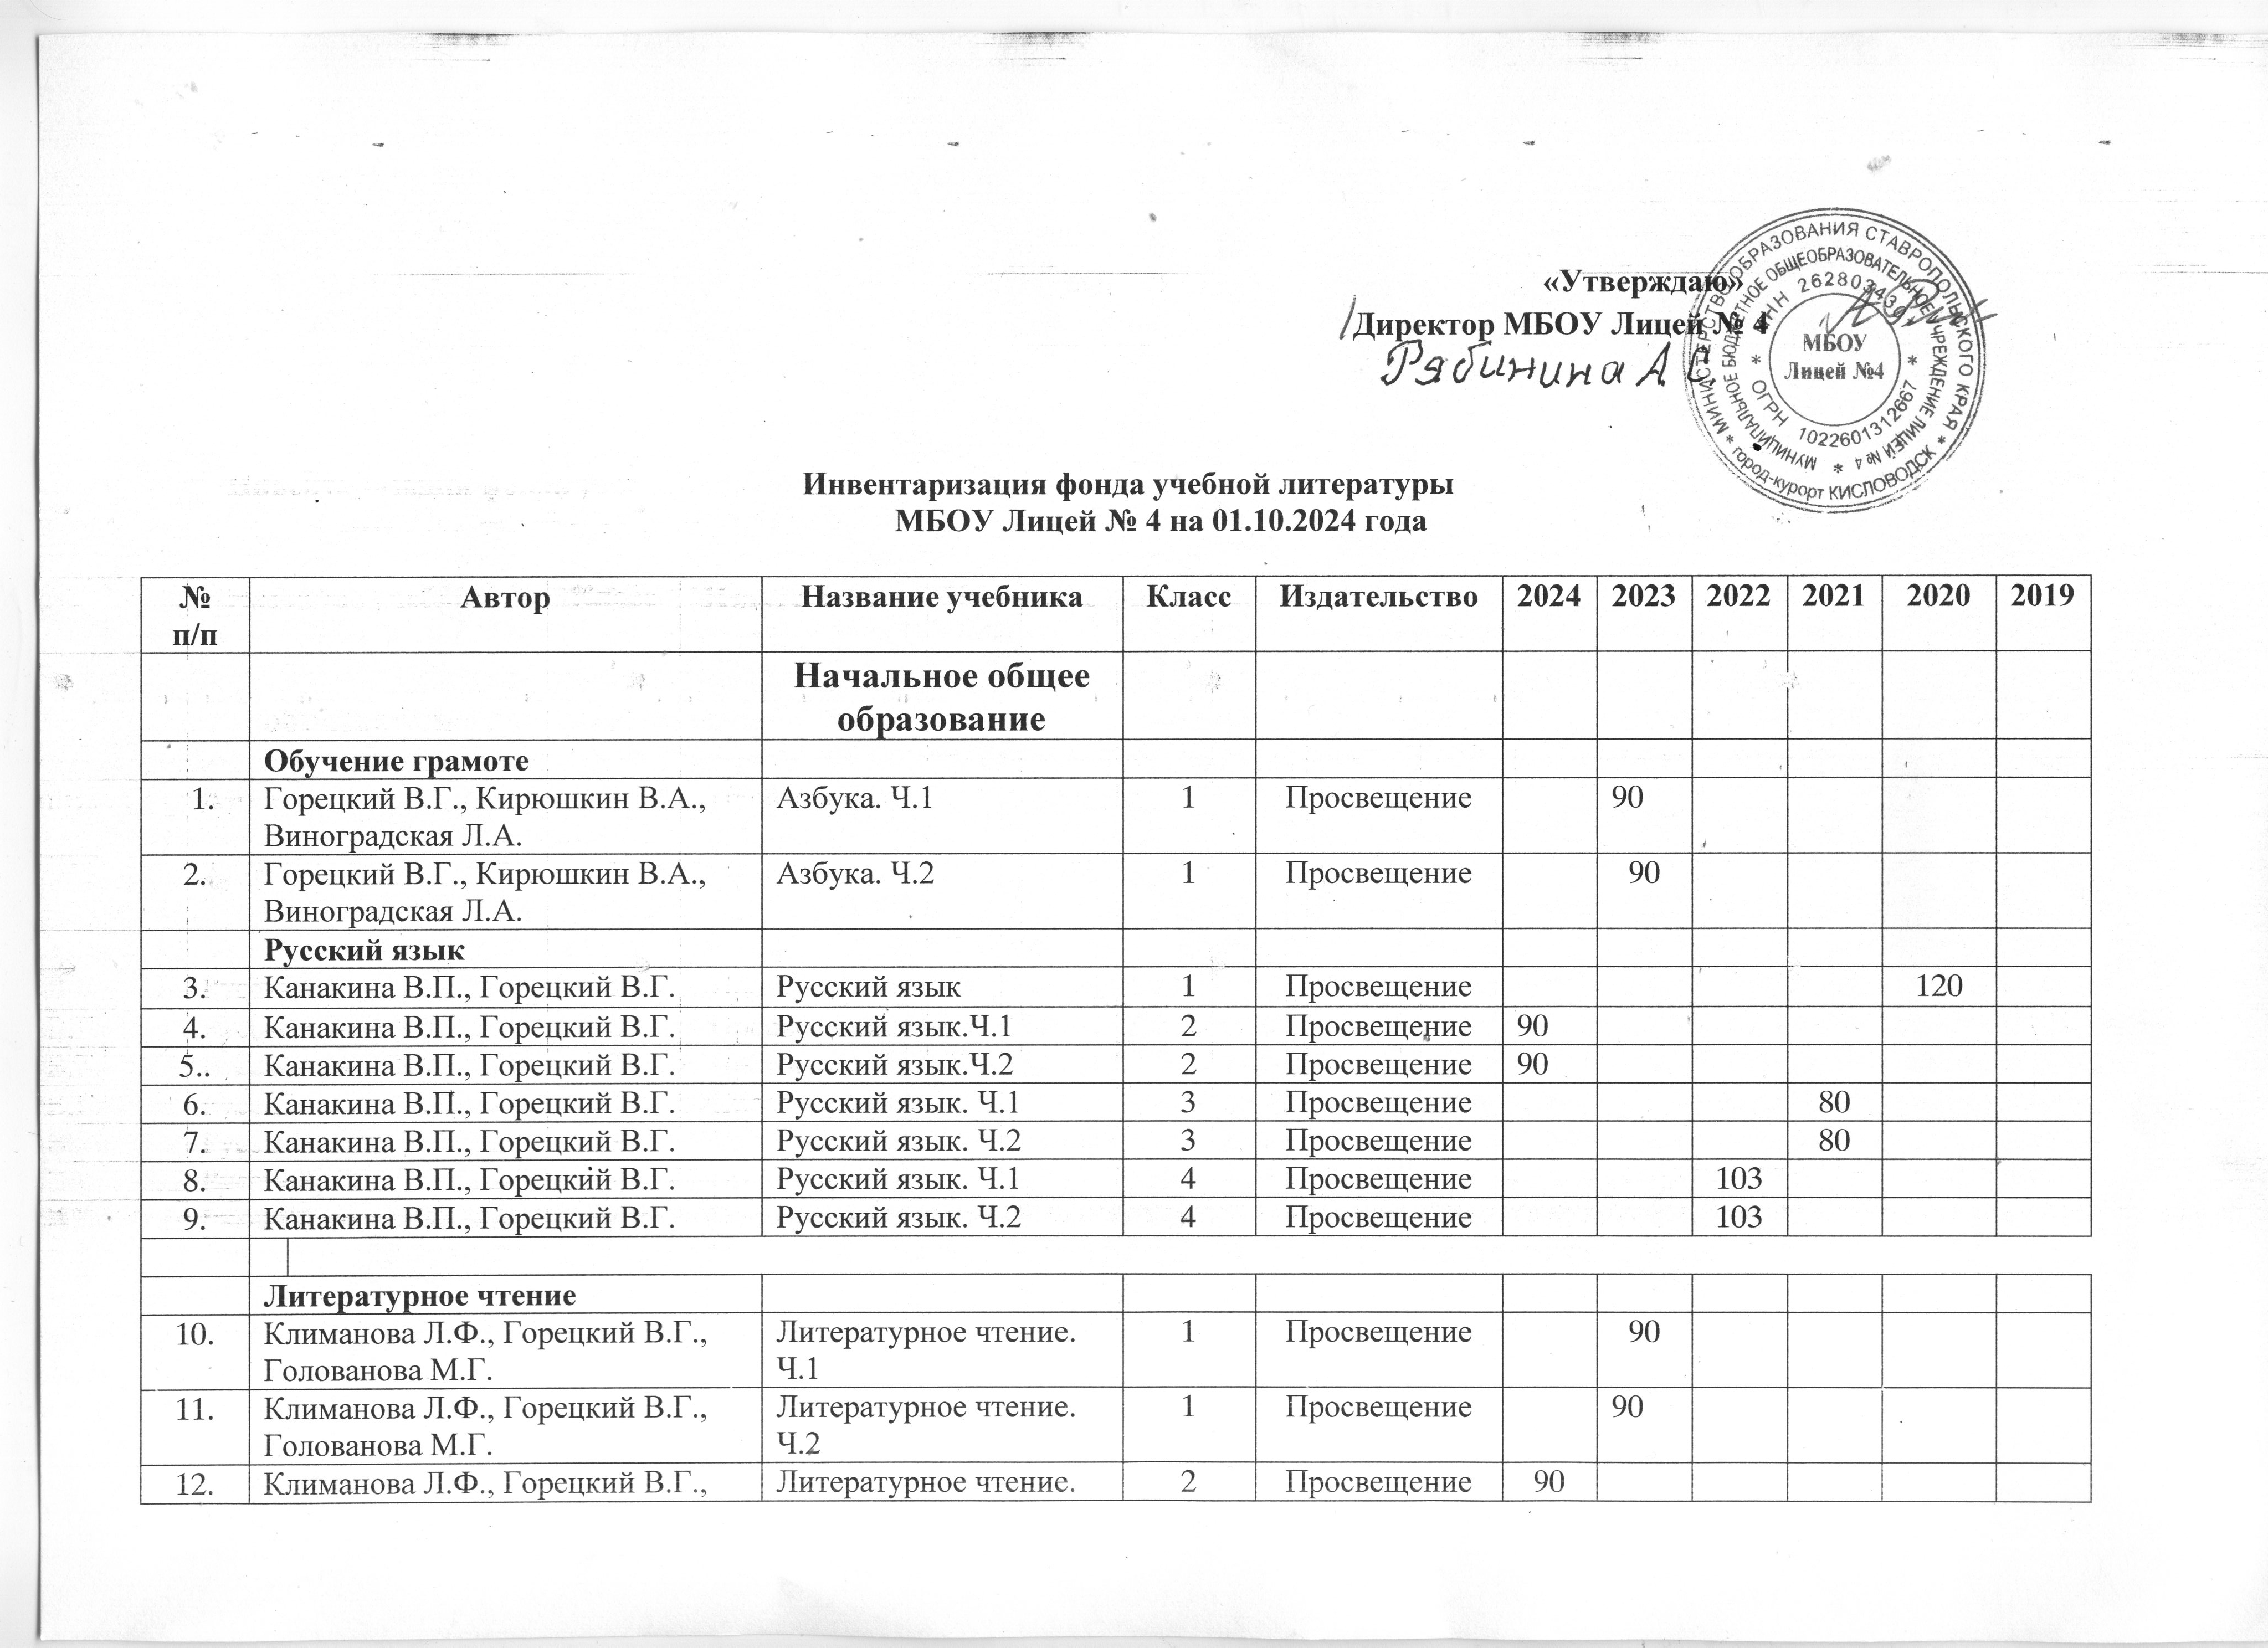 «Утверждаю»
Директор МБОУ Лицей № 4
Рябинина А С.
МИНИСТЕРСТВО ОБРАЗОВАНИЯ СТАВРОПОЛЬСКОГО КРАЯ * город-курорт КИСЛОВОДСК *
МУНИЦИПАЛЬНОЕ БЮДЖЕТНОЕ ОБЩЕОБРАЗОВАТЕЛЬНОЕ УЧРЕЖДЕНИЕ ЛИЦЕЙ № 4 *
* ИНН
* ОГРН 1022601312667
МБОУ
Лицей №4
Инвентаризация фонда учебной литературы
МБОУ Лицей № 4 на 01.10.2024 года
№ п/п Автор Название учебника Класс Издательство 2024 2023 2022 2021 2020 2019
Начальное общее
образование
Обучение грамоте
1. Горецкий В.Г., Кирюшкин В.А., Азбука. Ч.1 1 Просвещение 90
Виноградская Л.А.
2. Горецкий В.Г., Кирюшкин В.А., Азбука. Ч.2 1 Просвещение 90
Виноградская Л.А.
Русский язык
3. Канакина В.П., Горецкий В.Г. Русский язык 1 Просвещение 120
4. Канакина В.П., Горецкий В.Г. Русский язык.Ч.1 2 Просвещение 90
5.. Канакина В.П., Горецкий В.Г. Русский язык.Ч.2 2 Просвещение 90
6. Канакина В.П., Горецкий В.Г. Русский язык. Ч.1 3 Просвещение 80
7. Канакина В.П., Горецкий В.Г. Русский язык. Ч.2 3 Просвещение 80
8. Канакина В.П., Горецкий В.Г. Русский язык. Ч.1 4 Просвещение 103
9. Канакина В.П., Горецкий В.Г. Русский язык. Ч.2 4 Просвещение 103
Литературное чтение
10. Климанова Л.Ф., Горецкий В.Г., Литературное чтение. 1 Просвещение 90
Голованова М.Г. Ч.1
11. Климанова Л.Ф., Горецкий В.Г., Литературное чтение. 1 Просвещение 90
Голованова М.Г. Ч.2
12. Климанова Л.Ф., Горецкий В.Г., Литературное чтение. 2 Просвещение 90